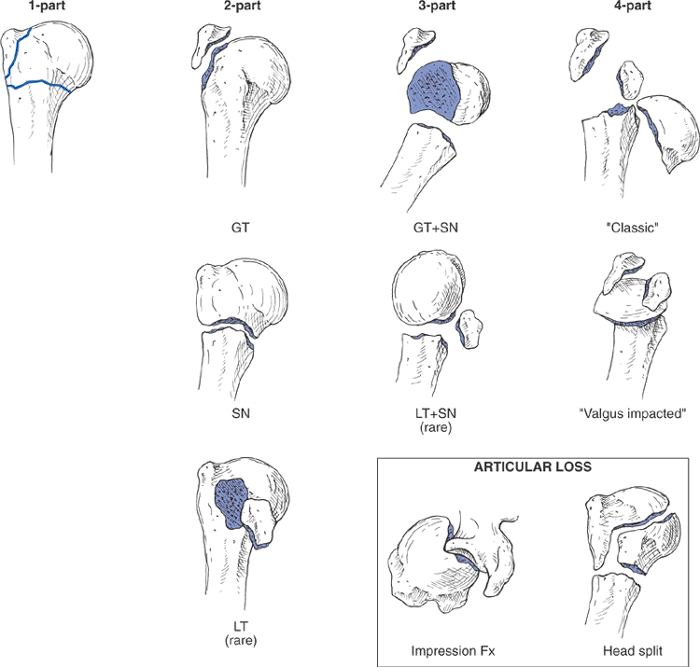 1-part
2-part
3-part
4-part
GT
GT+SN
"Classic"
SN
LT+SN
(rare)
"Valgus impacted"
LT
(rare)
ARTICULAR LOSS
Impression Fx
Head split